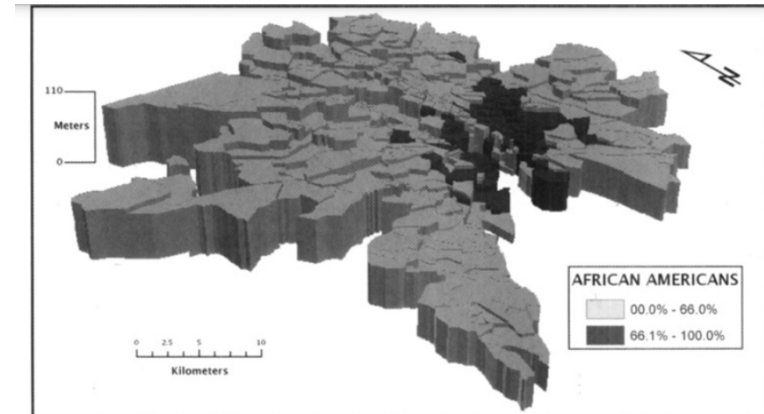 N
110
Meters
0
AFRICAN AMERICANS
00.0% - 66.0%
66.1% - 100.0%
0 2.5 5 10
Kilometers